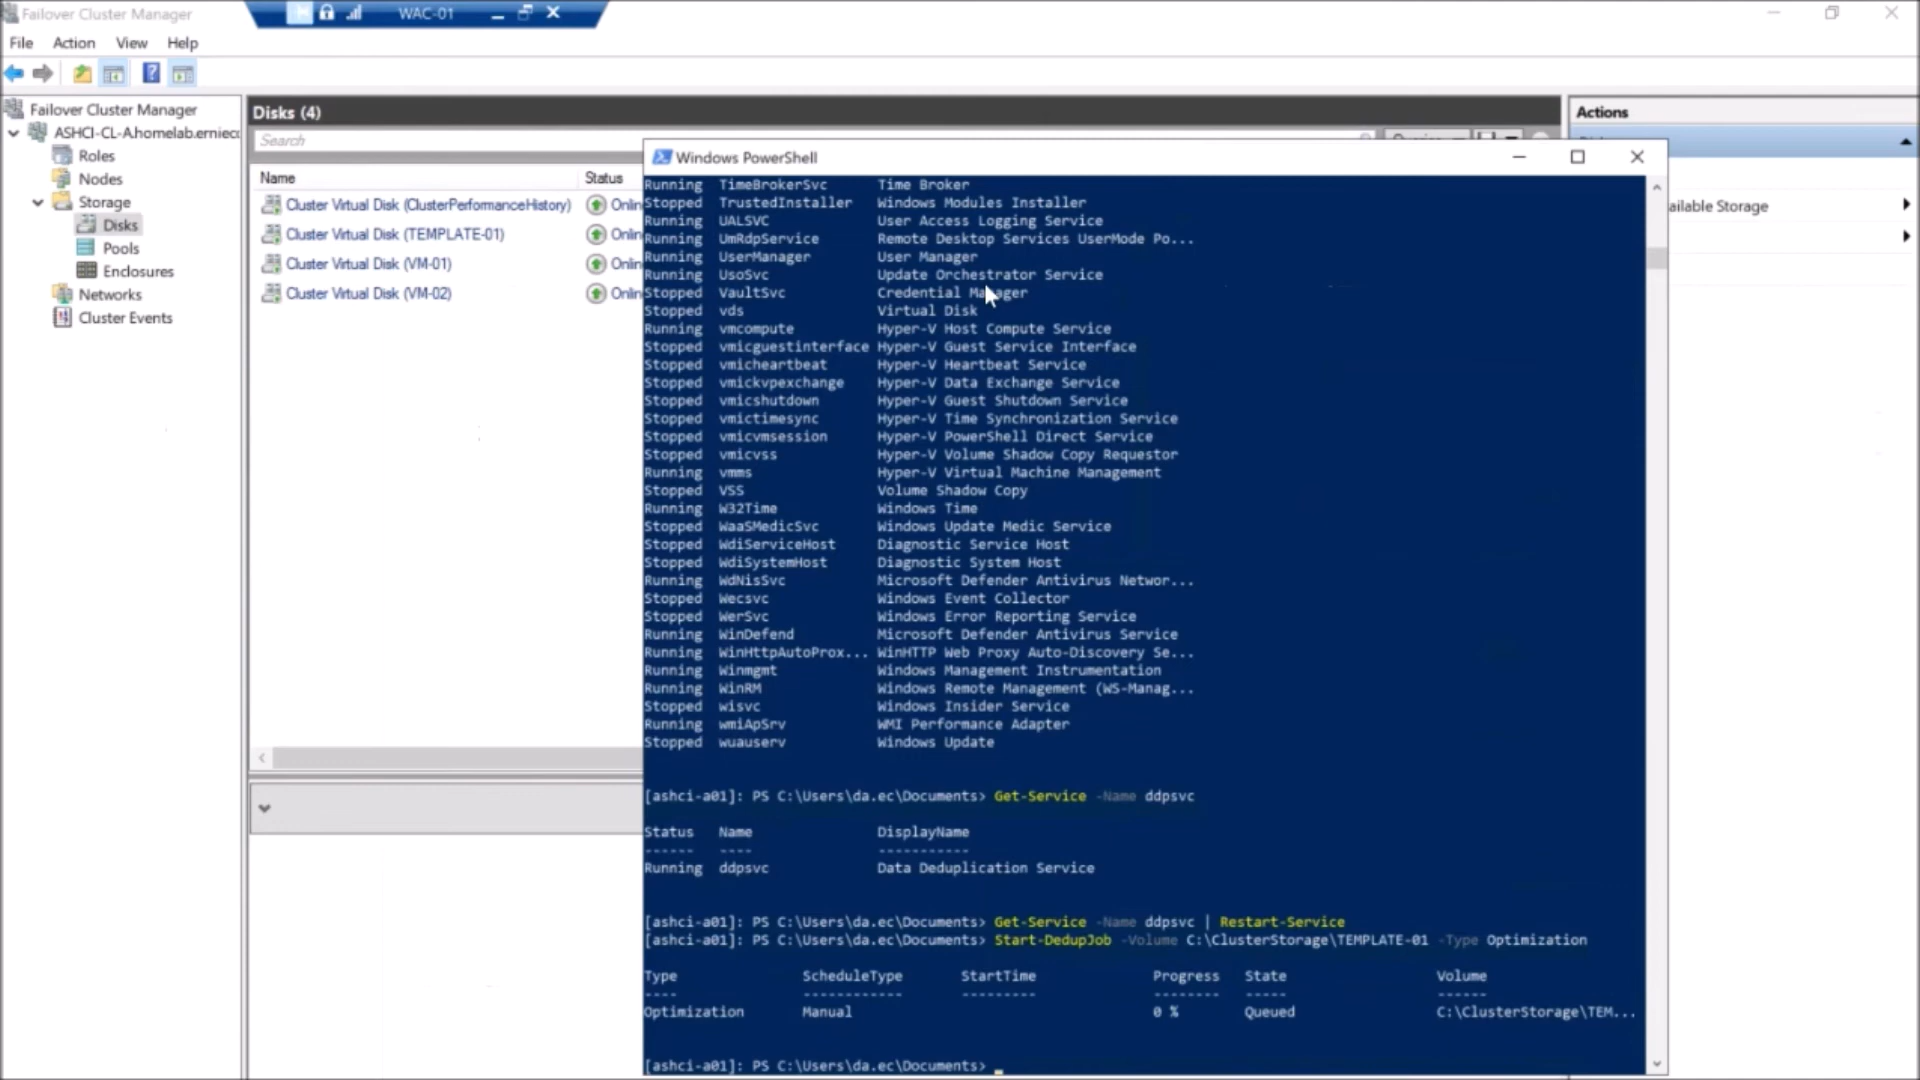 Failover Cluster Manager
WAC-01
File Action View Help
Failover Cluster Manager
ASHCI-CL-A.homelab.erniec
Roles
Nodes
Storage
Disks
Pools
Enclosures
Networks
Cluster Events
Disks (4)
Search
Name Status
Cluster Virtual Disk (ClusterPerformanceHistory) Onlin
Cluster Virtual Disk (TEMPLATE-01) Onlin
Cluster Virtual Disk (VM-01) Onlin
Cluster Virtual Disk (VM-02) Onlin
Actions
ailable Storage
Windows PowerShell
Running TimeBrokerSvc Time Broker
Stopped TrustedInstaller Windows Modules Installer
Running UALSVC User Access Logging Service
Running UmRdpService Remote Desktop Services UserMode Po...
Running UserManager User Manager
Running UsoSvc Update Orchestrator Service
Stopped VaultSvc Credential Manager
Stopped vds Virtual Disk
Running vmcompute Hyper-V Host Compute Service
Stopped vmicguestinterface Hyper-V Guest Service Interface
Stopped vmicheartbeat Hyper-V Heartbeat Service
Stopped vmickvpexchange Hyper-V Data Exchange Service
Stopped vmicshutdown Hyper-V Guest Shutdown Service
Stopped vmictimesync Hyper-V Time Synchronization Service
Stopped vmicvmsession Hyper-V PowerShell Direct Service
Stopped vmicvss Hyper-V Volume Shadow Copy Requestor
Running vmms Hyper-V Virtual Machine Management
Stopped VSS Volume Shadow Copy
Running W32Time Windows Time
Stopped WaaSMedicSvc Windows Update Medic Service
Stopped WdiServiceHost Diagnostic Service Host
Stopped WdiSystemHost Diagnostic System Host
Running WdNisSvc Microsoft Defender Antivirus Networ...
Stopped Wecsvc Windows Event Collector
Stopped WerSvc Windows Error Reporting Service
Running WinDefend Microsoft Defender Antivirus Service
Running WinHttpAutoProx... WinHTTP Web Proxy Auto-Discovery Se...
Running Winmgmt Windows Management Instrumentation
Running WinRM Windows Remote Management (WS-Manag...
Stopped wisvc Windows Insider Service
Running wmiApSrv WMI Performance Adapter
Stopped wuauserv Windows Update
[ashci-a01]: PS C:\Users\da.ec\Documents> Get-Service -Name ddpsvc
Status Name DisplayName
------ ---- -----------
Running ddpsvc Data Deduplication Service
[ashci-a01]: PS C:\Users\da.ec\Documents> Get-Service -Name ddpsvc | Restart-Service
[ashci-a01]: PS C:\Users\da.ec\Documents> Start-DedupJob -Volume C:\ClusterStorage\TEMPLATE-01 -Type Optimization
Type ScheduleType StartTime Progress State Volume
---- ------------ --------- -------- ----- ------
Optimization Manual 0 % Queued C:\ClusterStorage\TEM...
[ashci-a01]: PS C:\Users\da.ec\Documents>